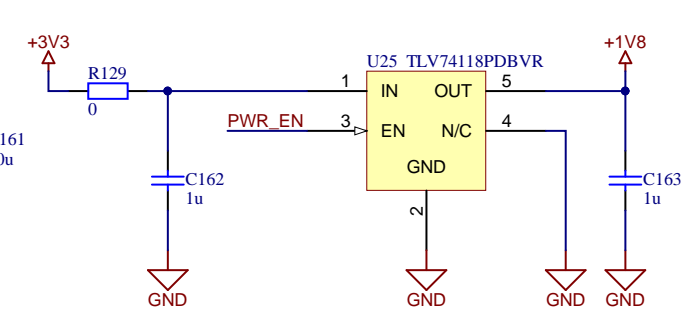 +3V3
+1V8
U25 TLV74118PDBVR
R129
1
IN
OUT
5
0
PWR_EN
3
EN
N/C
4
161
0u
GND
C162
1u
C163
1u
2
GND
GND
GND
GND